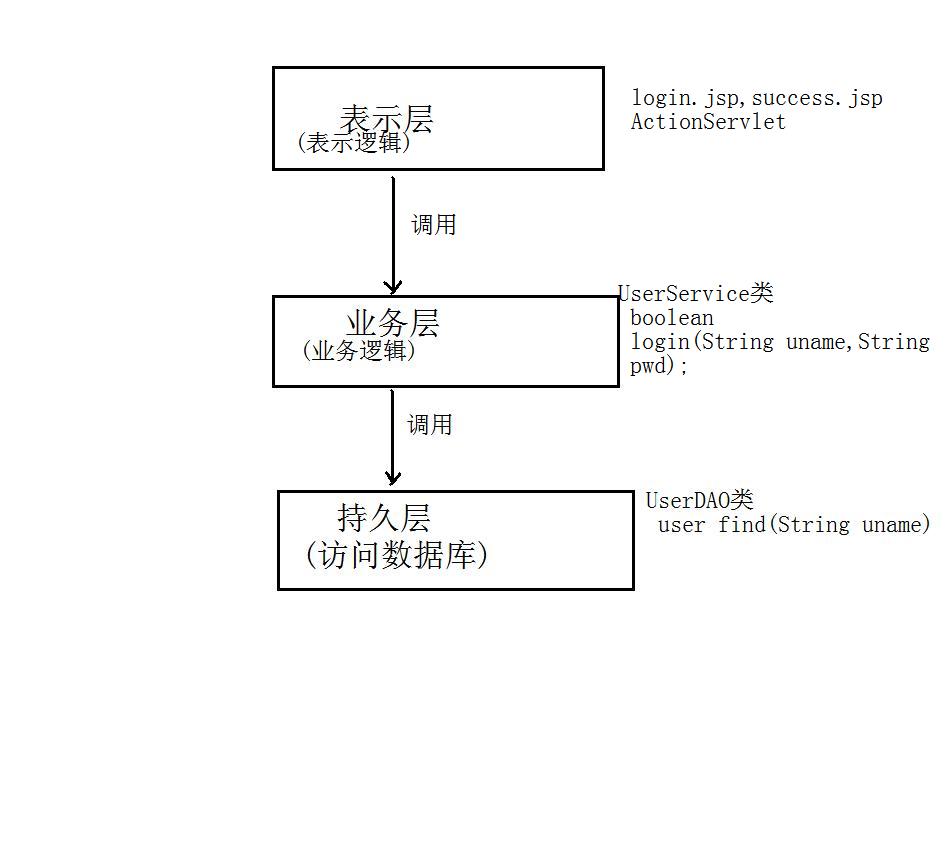 表示层
(表示逻辑)
login.jsp,success.jsp
ActionServlet
调用
业务层
(业务逻辑)
UserService类
boolean
login(String uname,String
pwd);
调用
持久层
(访问数据库)
UserDAO类
user find(String uname)